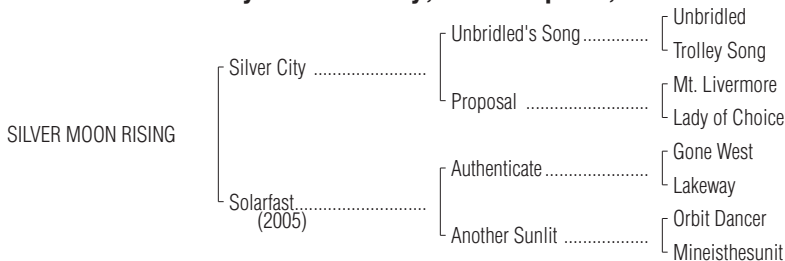 Unbridled
Unbridled's Song..............
Trolley Song
Silver City ........................
Mt. Livermore
Proposal ..........................
Lady of Choice
SILVER MOON RISING
Gone West
Authenticate......................
Lakeway
Solarfast............................
(2005)
Orbit Dancer
Another Sunlit ..................
Mineisthesunit